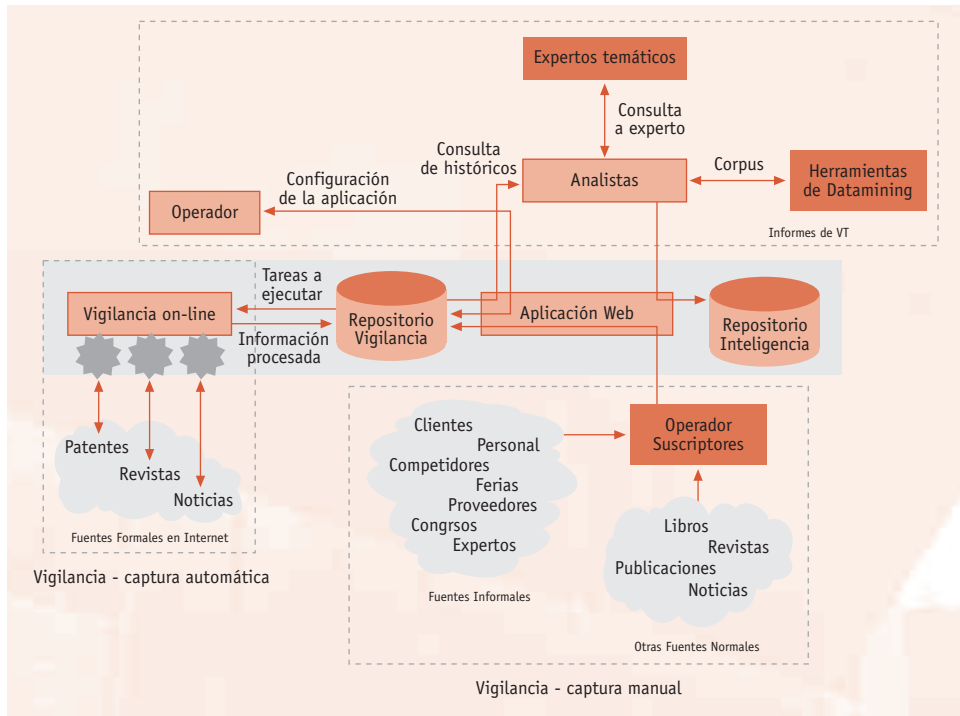 Expertos temáticos
Consulta
a experto
Consulta
de históricos
Analistas
Corpus
Herramientas
de Datamining
Configuración
de la aplicación
Operador
Informes de VT
Tareas a
ejecutar
Vigilancia on-line
Información
procesada
Repositorio
Vigilancia
Aplicación Web
Repositorio
Inteligencia
Patentes
Revistas
Noticias
Fuentes Formales en Internet
Vigilancia - captura automática
Clientes
Personal
Competidores
Ferias
Proveedores
Congrsos
Expertos
Fuentes Informales
Operador
Suscriptores
Libros
Revistas
Publicaciones
Noticias
Otras Fuentes Normales
Vigilancia - captura manual